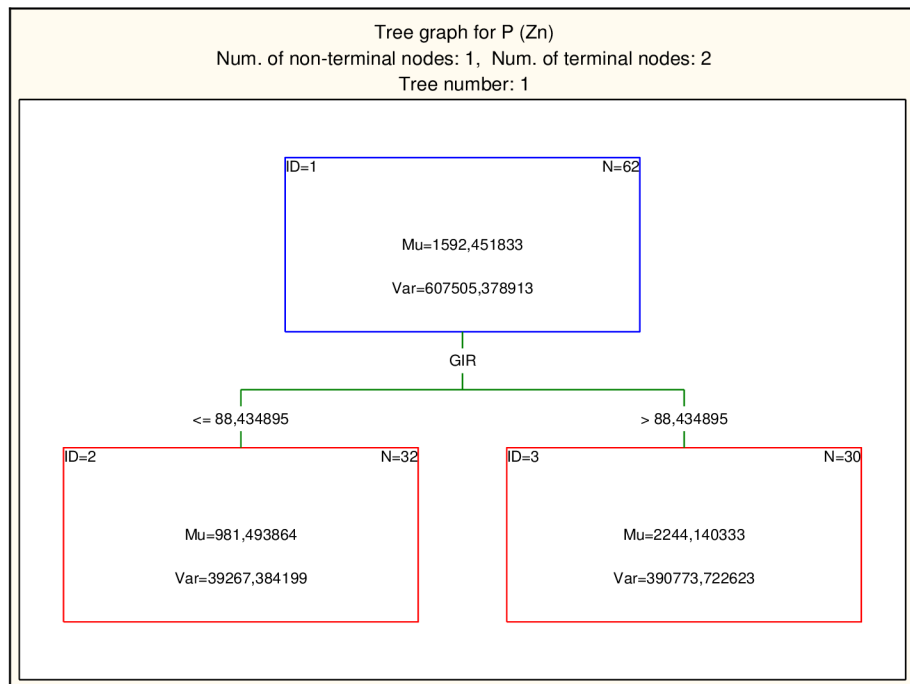 Tree graph for P (Zn)
Num. of non-terminal nodes: 1,  Num. of terminal nodes: 2
Tree number: 1
ID=1 N=62
Mu=1592,451833
Var=607505,378913
GIR
<= 88,434895 > 88,434895
ID=2 N=32 ID=3 N=30
Mu=981,493864 Mu=2244,140333
Var=39267,384199 Var=390773,722623